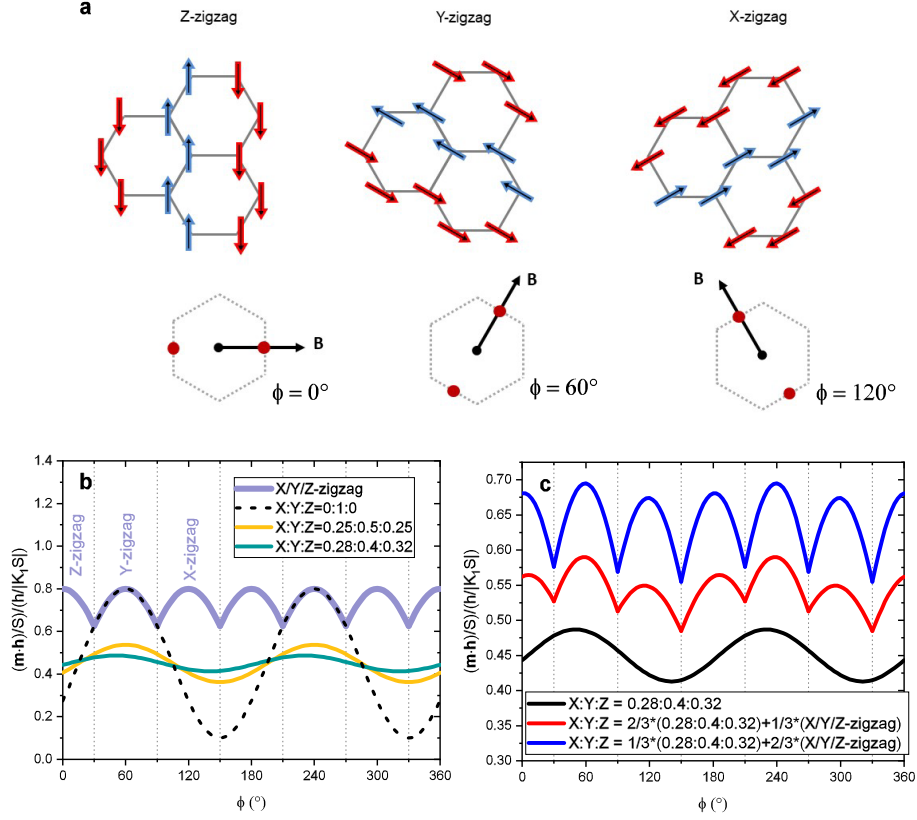 a
Z-zigzag
Y-zigzag
X-zigzag
B
ϕ = 0°
B
ϕ = 60°
B
ϕ = 120°
b
(m·h)/S)/(h/|K₁S|)
1.4
1.2
1.0
0.8
0.6
0.4
0.2
0.0
X/Y/Z-zigzag
X:Y:Z=0:1:0
X:Y:Z=0.25:0.5:0.25
X:Y:Z=0.28:0.4:0.32
Z-zigzag
Y-zigzag
X-zigzag
0 60 120 180 240 300 360
ϕ (°)
c
(m·h)/S)/(h/|K₁S|)
0.70
0.65
0.60
0.55
0.50
0.45
0.40
0.35
0.30
X:Y:Z = 0.28:0.4:0.32
X:Y:Z = 2/3*(0.28:0.4:0.32)+1/3*(X/Y/Z-zigzag)
X:Y:Z = 1/3*(0.28:0.4:0.32)+2/3*(X/Y/Z-zigzag)
0 60 120 180 240 300 360
ϕ (°)